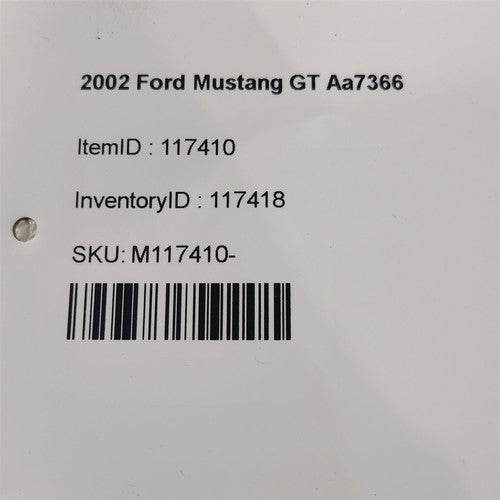 2002 Ford Mustang GT Aa7366
ItemID : 117410
InventoryID : 117418
SKU: M117410-